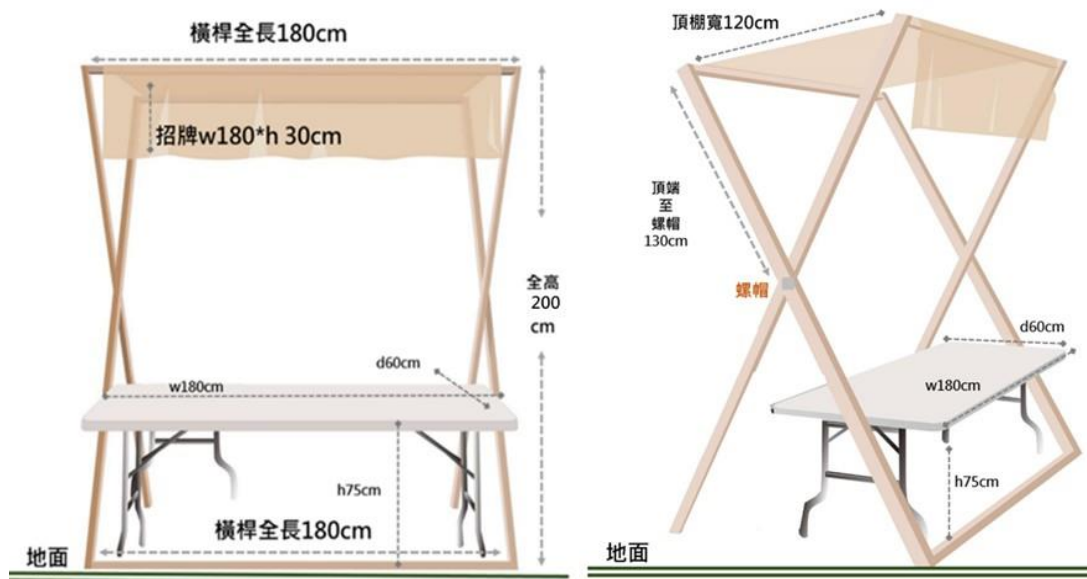 橫桿全長180cm
招牌w180*h 30cm
全高
200
cm
d60cm
w180cm
h75cm
橫桿全長180cm
地面
頂棚寬120cm
頂端
至
螺帽
130cm
螺帽
d60cm
w180cm
h75cm
地面